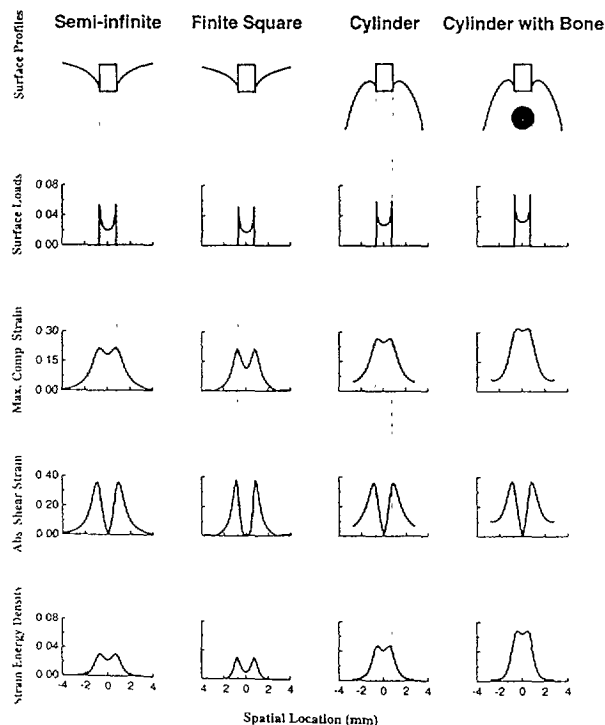 Semi-infinite Finite Square Cylinder Cylinder with Bone
Surface Profiles
Surface Loads
0 08
0 04
0 00
Max. Comp Strain
0 30
0 15
0 00
Abs Shear Strain
0 40
0 20
0 00
Strain Energy Density
0 08
0 04
0 00
-4 -2 0 2 4 -4 -2 0 2 4 -4 -2 0 2 4 -4 -2 0 2 4
Spatial Location (mm)